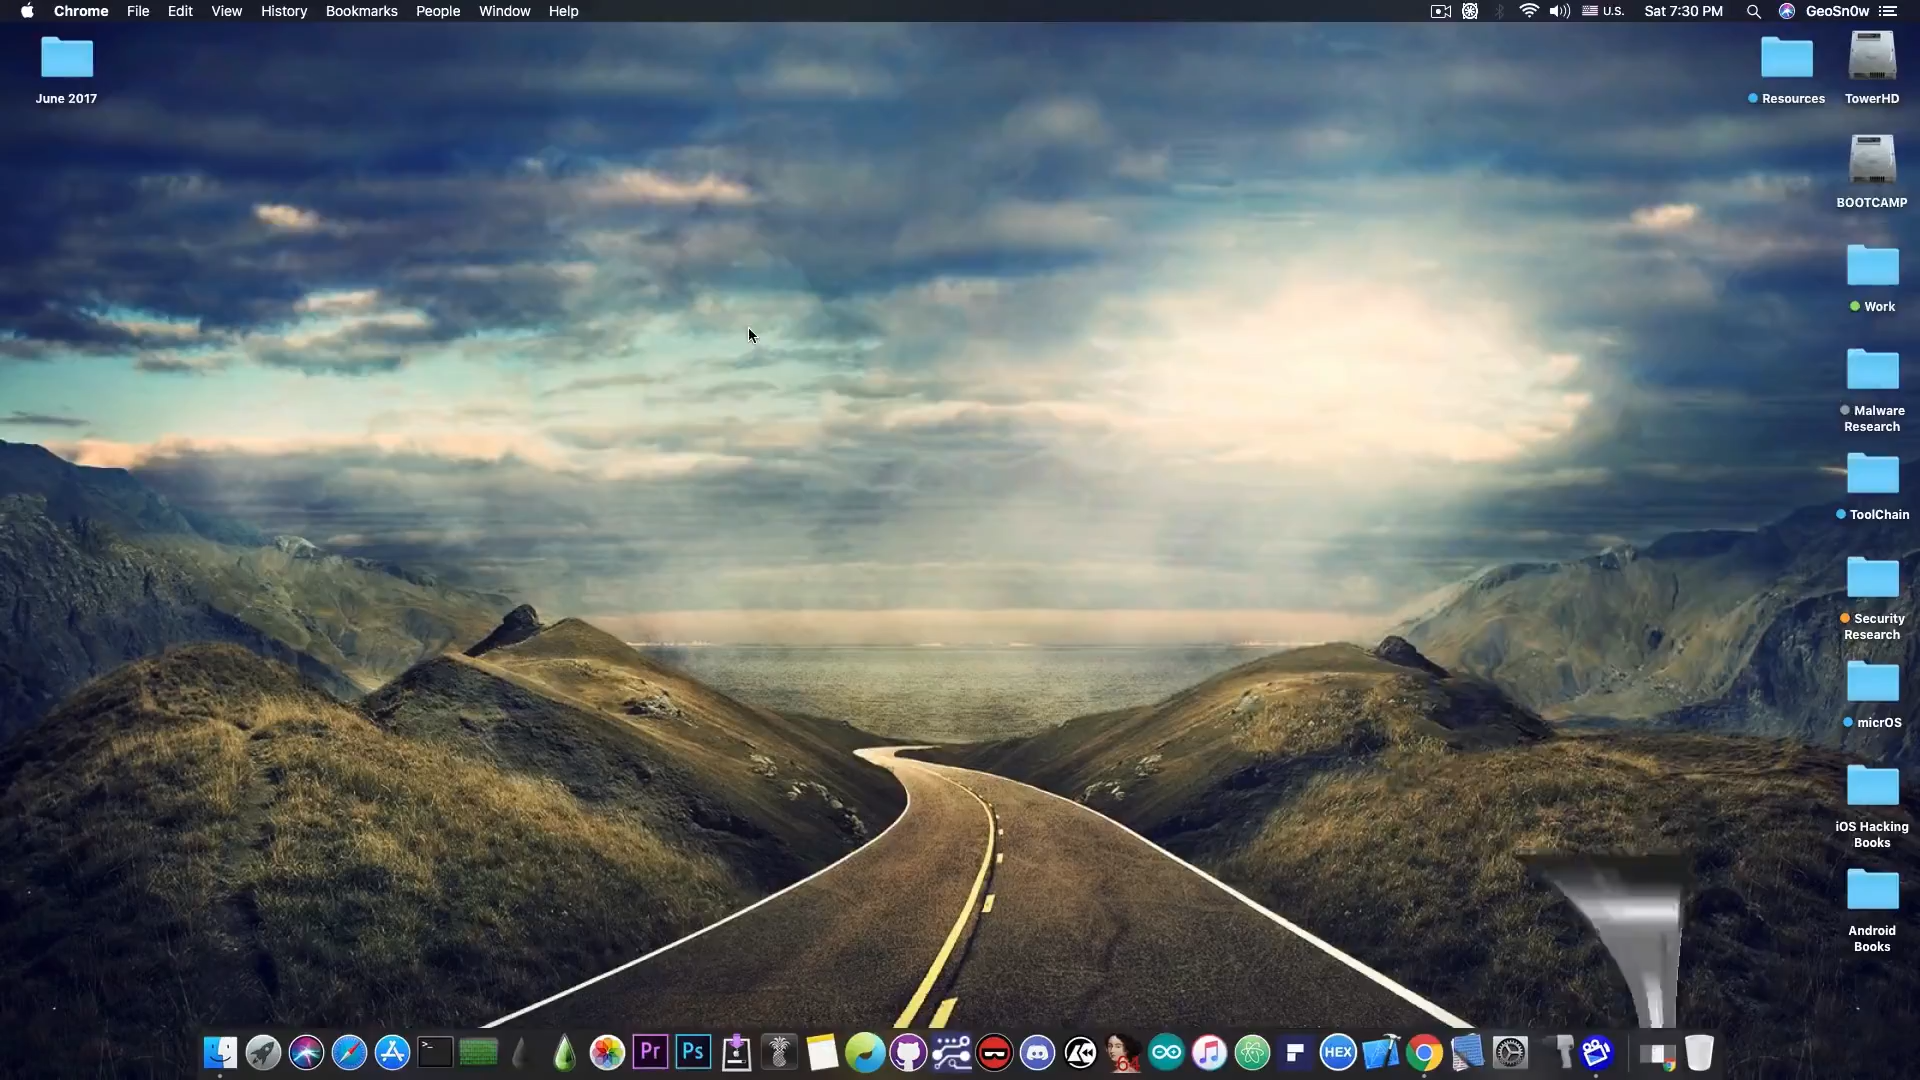 Chrome File Edit View History Bookmarks People Window Help
U.S. Sat 7:30 PM GeoSn0w
June 2017
Resources
TowerHD
BOOTCAMP
Work
Malware
Research
ToolChain
Security
Research
micrOS
iOS Hacking
Books
Android
Books
>_
Pr
Ps
64
HEX